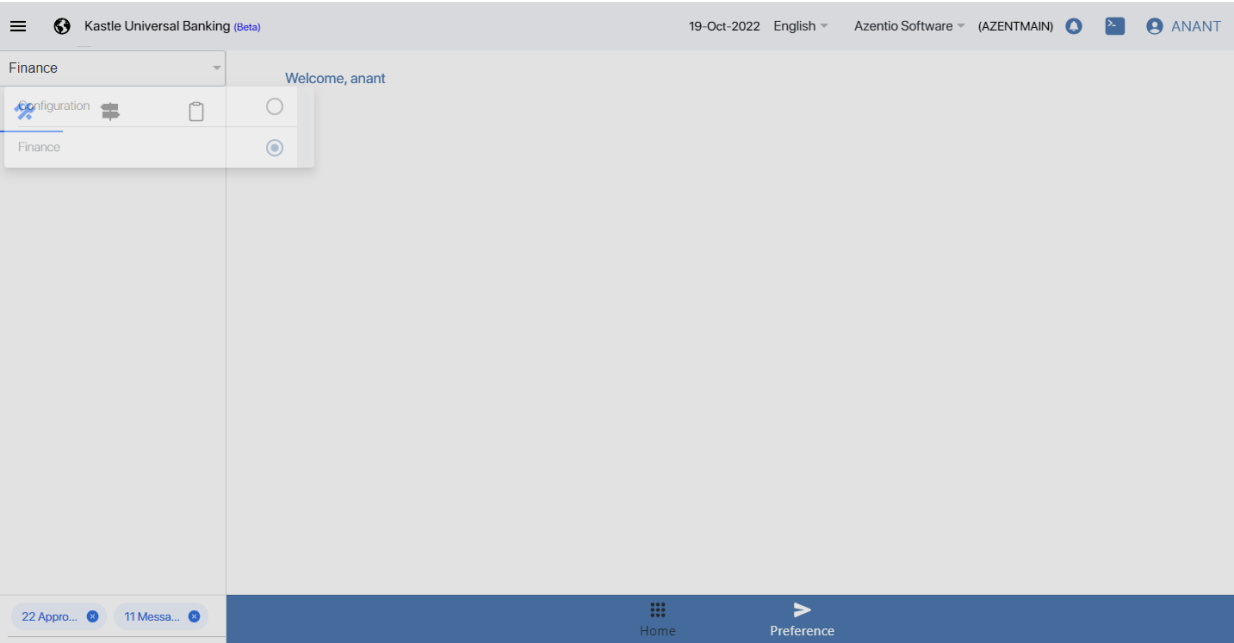 Kastle Universal Banking (Beta) 19-Oct-2022 English Azentio Software (AZENTMAIN) ANANT
Finance
Welcome, anant
Configuration
Finance
22 Appro... 11 Messa...
Home Preference